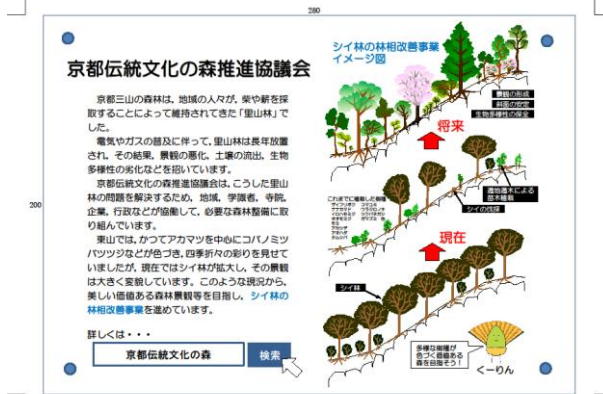 280
200
京都伝統文化の森推進協議会
京都三山の森林は、地域の人々が、柴や薪を採
取することによって維持されてきた「里山林」で
した。
電気やガスの普及に伴って、里山林は長年放置
され、その結果、景観の悪化、土壌の流出、生物
多様性の劣化などを招いています。
京都伝統文化の森推進協議会は、こうした里山
林の問題を解決するため、地域、学識者、寺院、
企業、行政などが協働して、必要な森林整備に取
り組んでいます。
東山では、かつてアカマツを中心にコバノミツ
バツツジなどが色づき、四季折々の彩りを見せて
いましたが、現在ではシイ林が拡大し、その景観
は大きく変貌しています。このような現況から、
美しい価値ある森林景観等を目指し、シイ林の
林相改善事業を進めています。
詳しくは・・・
京都伝統文化の森
検索
シイ林の林相改善事業
イメージ図
景観の形成
斜面の安定
生物多様性の保全
将来
これまでに植栽した樹種
適地適木による
苗木植栽
シイの伐採
現在
シイ林
多様な樹種が
色づく価値ある
森を目指そう！
くーりん